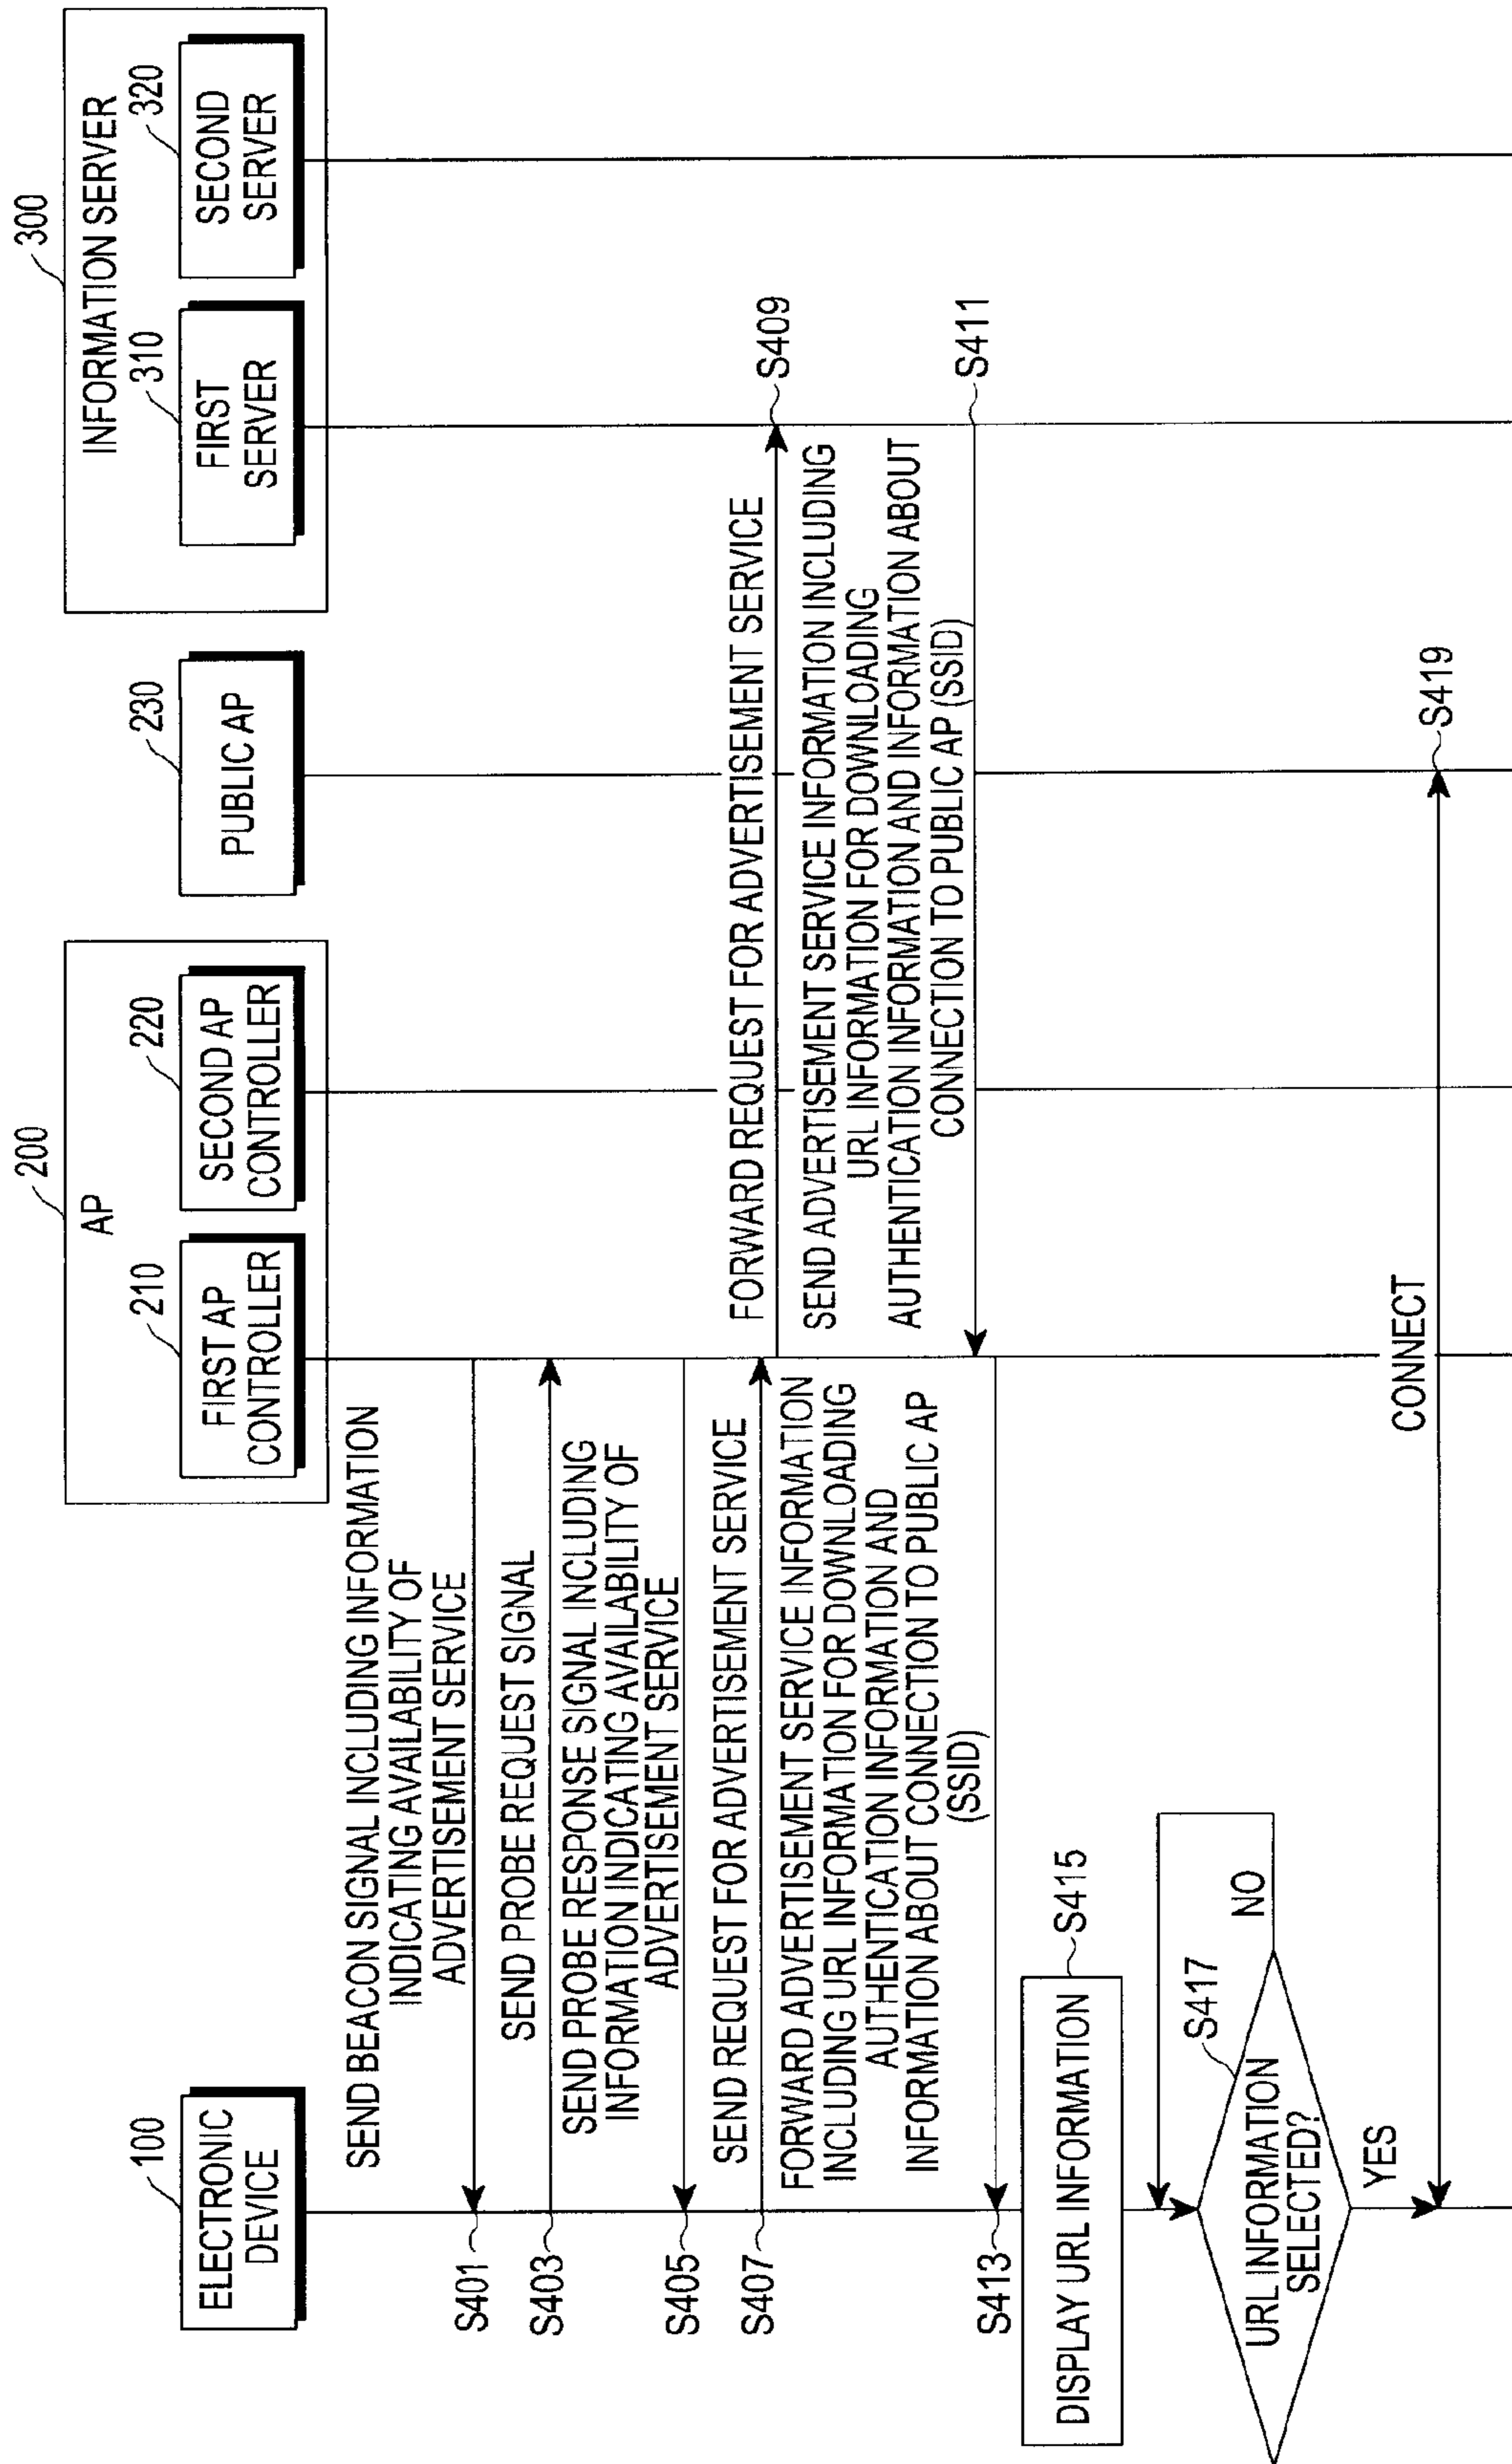 100
ELECTRONIC
DEVICE
200
AP
210
FIRST AP
CONTROLLER
220
SECOND AP
CONTROLLER
230
PUBLIC AP
300
INFORMATION SERVER
310
FIRST
SERVER
320
SECOND
SERVER
SEND BEACON SIGNAL INCLUDING INFORMATION
INDICATING AVAILABILITY OF
ADVERTISEMENT SERVICE
S401
SEND PROBE REQUEST SIGNAL
S403
SEND PROBE RESPONSE SIGNAL INCLUDING
INFORMATION INDICATING AVAILABILITY OF
ADVERTISEMENT SERVICE
S405
SEND REQUEST FOR ADVERTISEMENT SERVICE
S407
FORWARD REQUEST FOR ADVERTISEMENT SERVICE
S409
SEND ADVERTISEMENT SERVICE INFORMATION INCLUDING
URL INFORMATION FOR DOWNLOADING
AUTHENTICATION INFORMATION AND INFORMATION ABOUT
CONNECTION TO PUBLIC AP (SSID)
S411
FORWARD ADVERTISEMENT SERVICE INFORMATION
INCLUDING URL INFORMATION FOR DOWNLOADING
AUTHENTICATION INFORMATION AND
INFORMATION ABOUT CONNECTION TO PUBLIC AP
(SSID)
S413
DISPLAY URL INFORMATION
S415
URL INFORMATION
SELECTED?
S417
NO
YES
CONNECT
S419